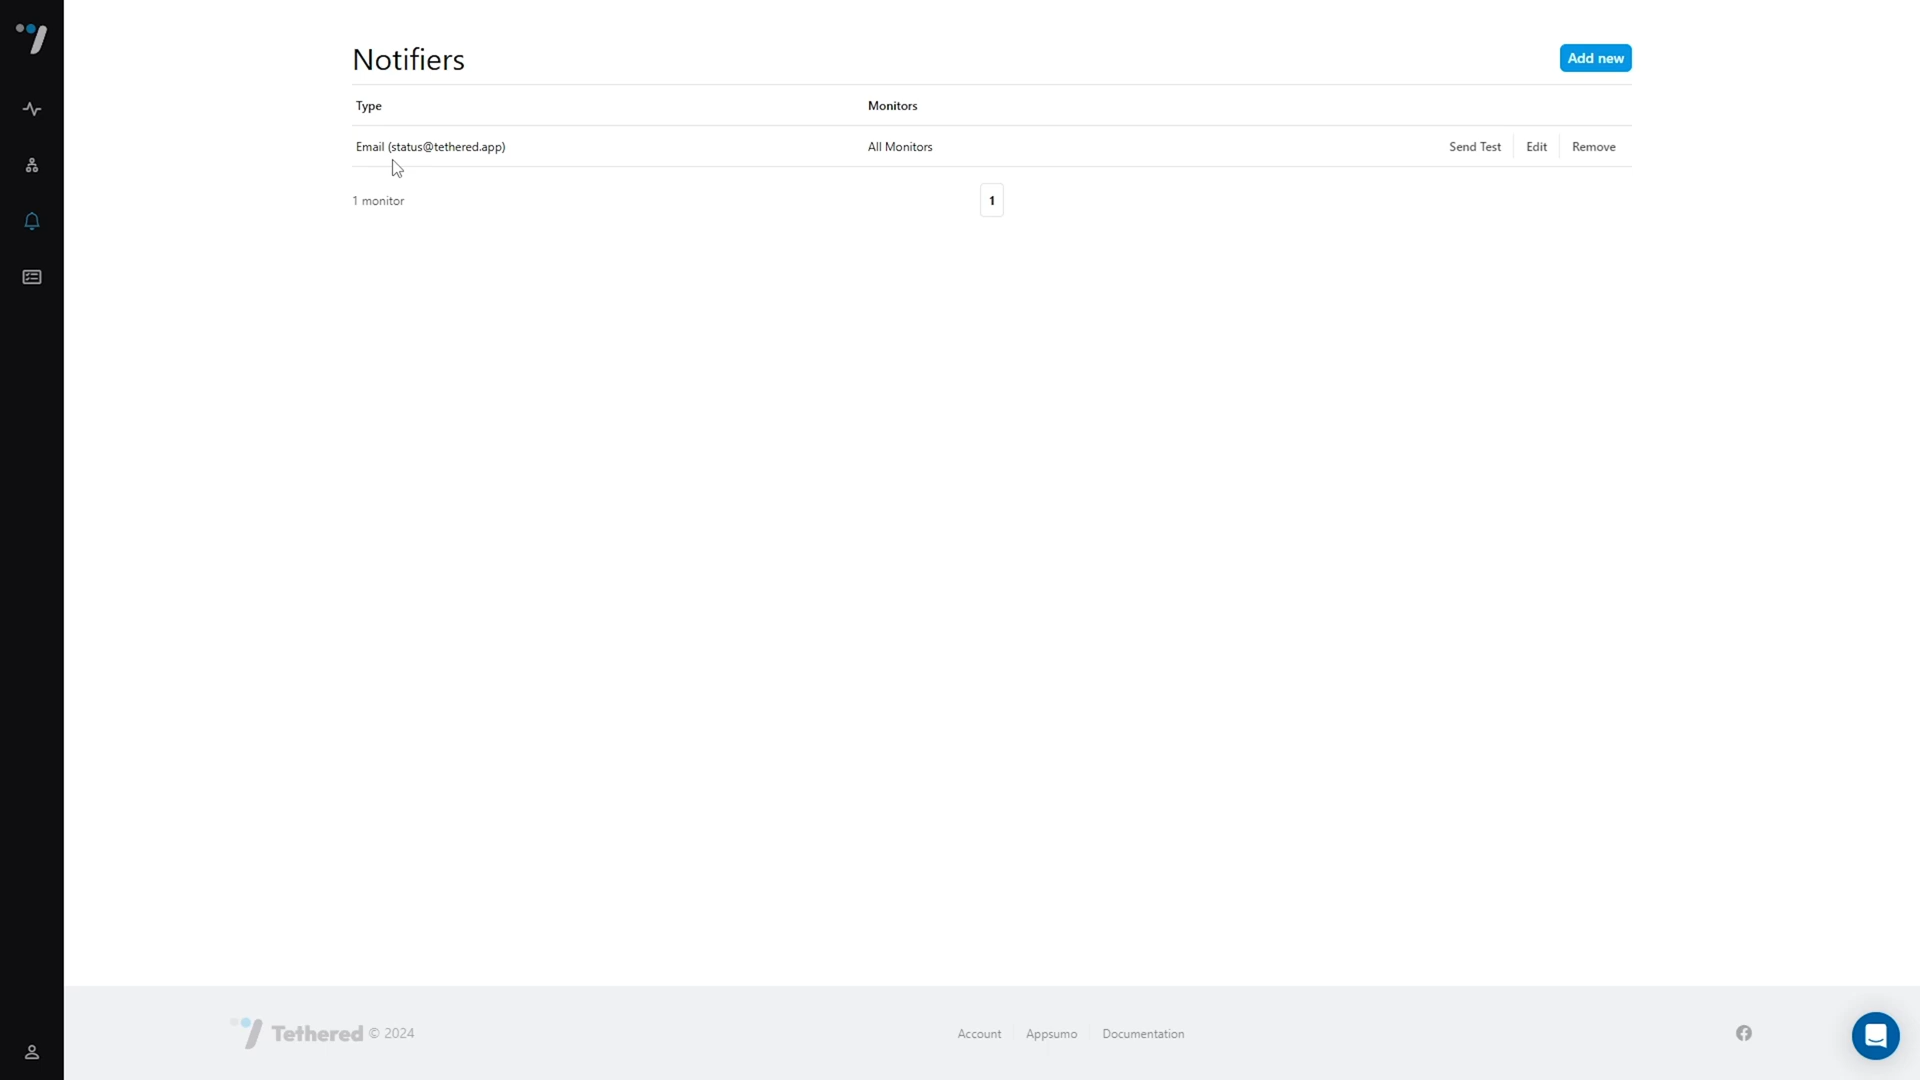 Notifiers
Add new
Type Monitors
Email (status@tethered.app) All Monitors Send Test Edit Remove
1 monitor 1
Tethered © 2024 Account Appsumo Documentation